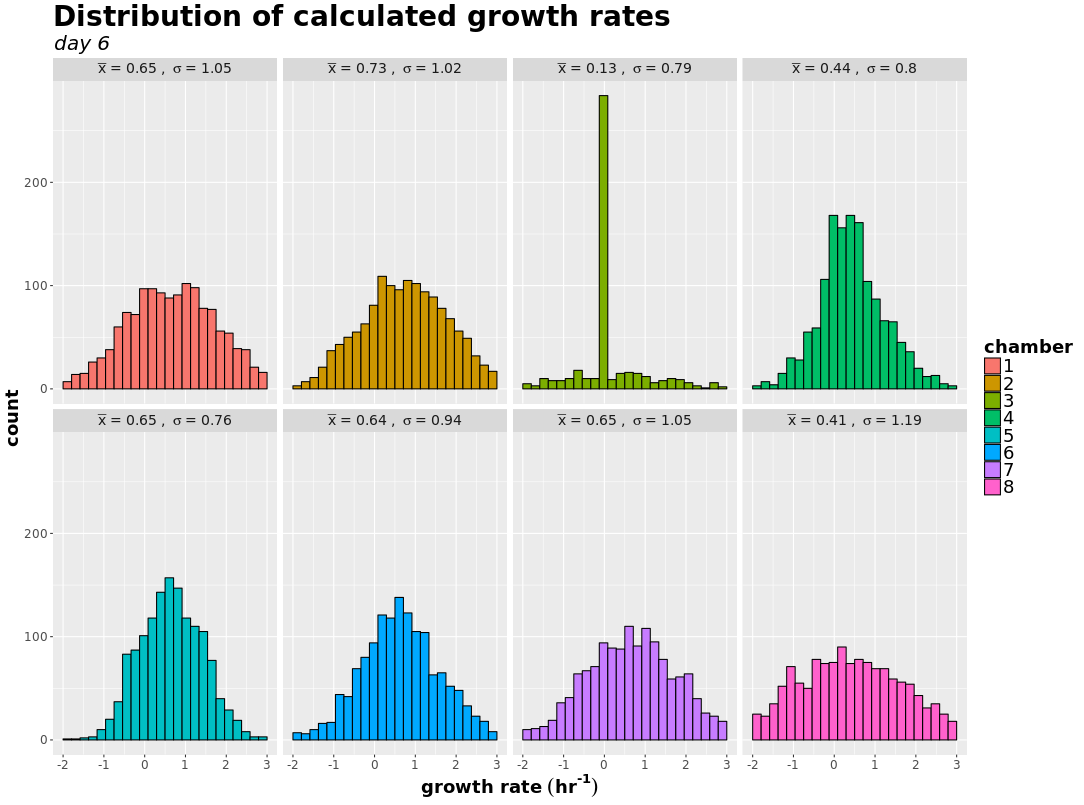 Distribution of calculated growth rates
day 6
x̅ = 0.65 , σ = 1.05
x̅ = 0.73 , σ = 1.02
x̅ = 0.13 , σ = 0.79
x̅ = 0.44 , σ = 0.8
200
100
0
x̅ = 0.65 , σ = 0.76
x̅ = 0.64 , σ = 0.94
x̅ = 0.65 , σ = 1.05
x̅ = 0.41 , σ = 1.19
200
100
0
-2 -1 0 1 2 3
-2 -1 0 1 2 3
-2 -1 0 1 2 3
-2 -1 0 1 2 3
growth rate (hr⁻¹)
count
chamber
1
2
3
4
5
6
7
8